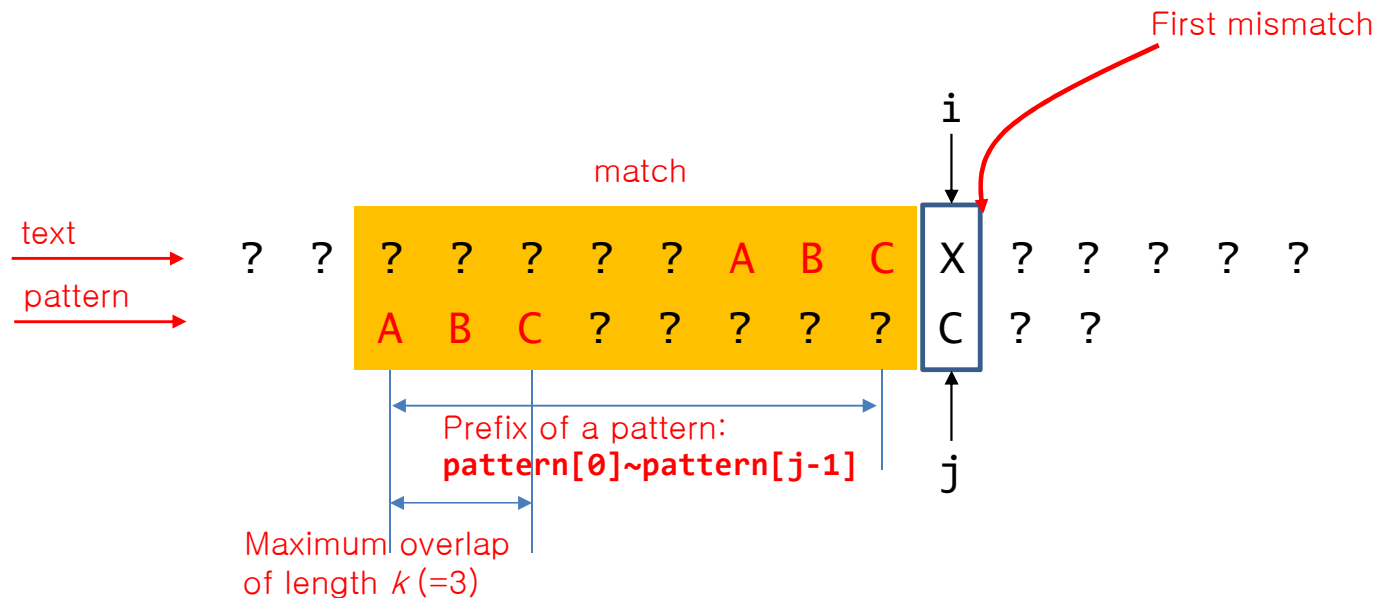 First mismatch
i
match
text
? ? ? ? ? ? ? A B C X ? ? ? ? ?
pattern
A B C ? ? ? ? ? C ? ?
Prefix of a pattern:
pattern[0]~pattern[j-1]
j
Maximum overlap
of length k (=3)